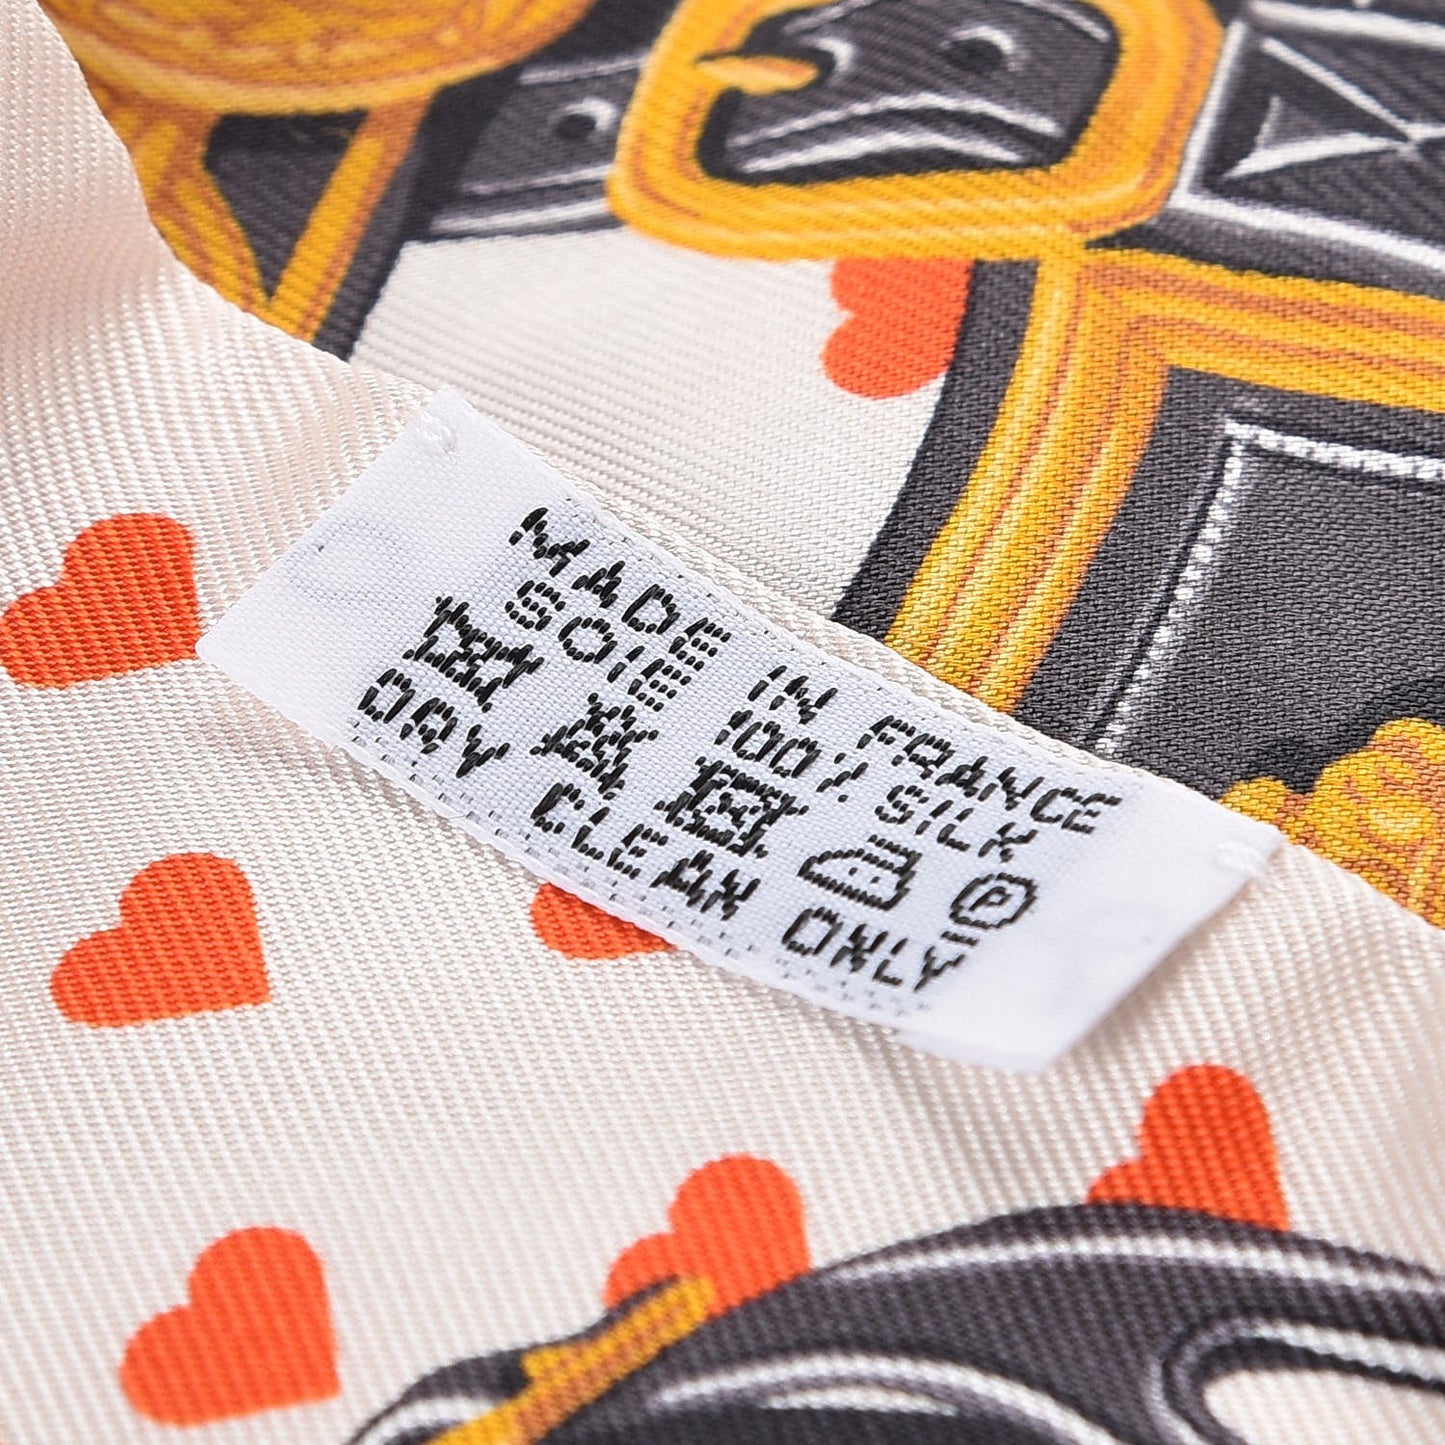 MADE IN FRANCE
SOIE 100% SILK
P
DRY CLEAN ONLY